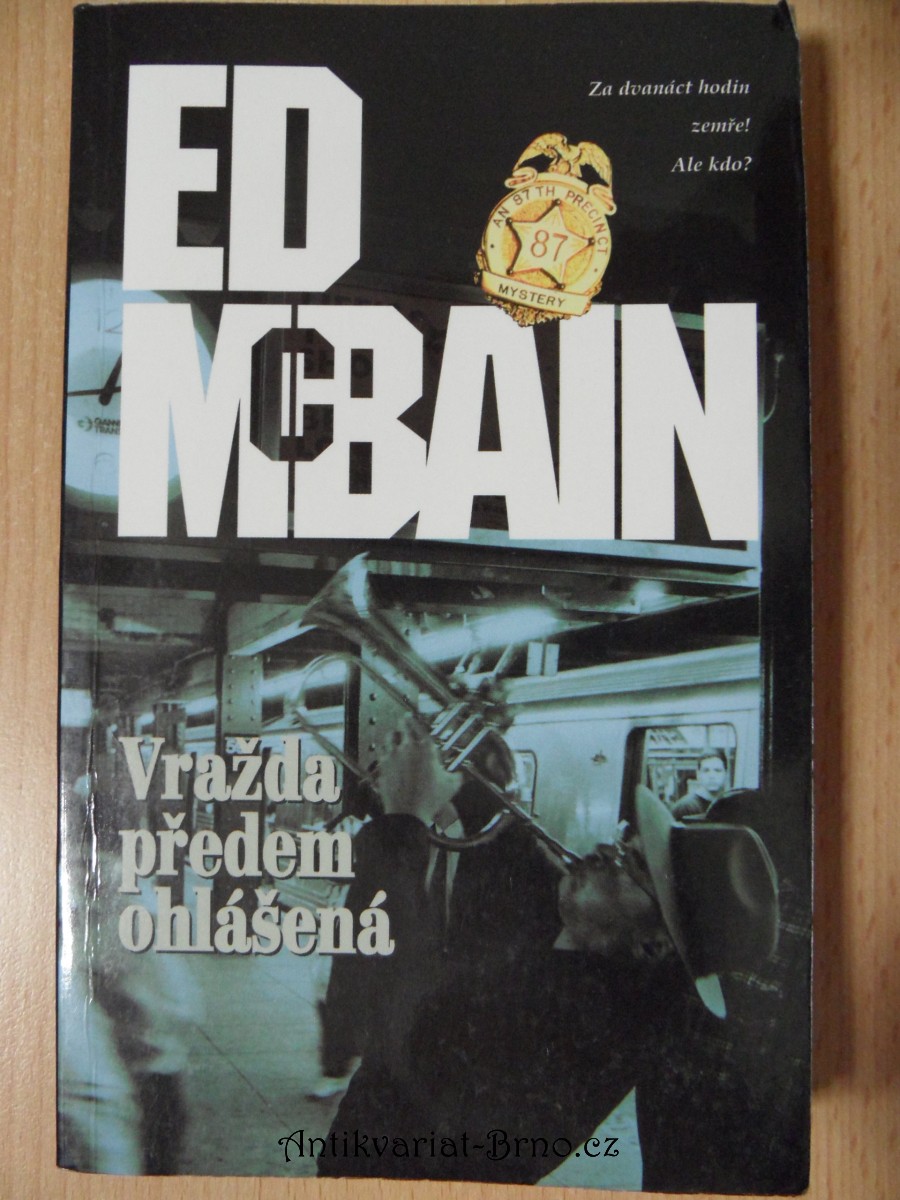 ED
McBAIN
Za dvanáct hodin
zemře!
Ale kdo?
AN 87TH PRECINCT
87
MYSTERY
Vražda
předem
ohlášená
Antikvariat-Brno.cz